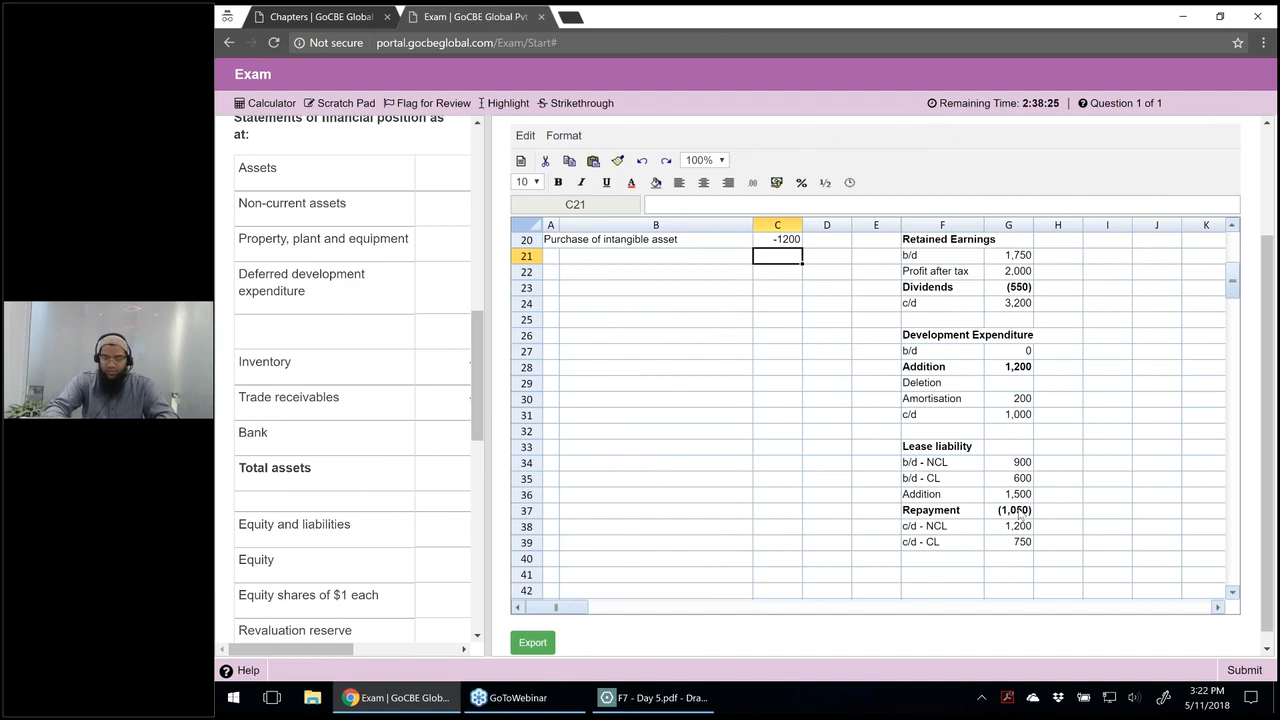 Chapters | GoCBE Global
Exam | GoCBE Global Pvt
Not secure portal.gocbeglobal.com/Exam/Start#
Exam
Calculator Scratch Pad Flag for Review Highlight Strikethrough Remaining Time: 2:38:25 Question 1 of 1
Statements of financial position as
at:
Assets
Non-current assets
Property, plant and equipment
Deferred development
expenditure
Inventory
Trade receivables
Bank
Total assets
Equity and liabilities
Equity
Equity shares of $1 each
Revaluation reserve
Edit Format
100%
10 B I U A .00 % ½
C21
A B C D E F G H I J K
20 Purchase of intangible asset -1200 Retained Earnings
21 b/d 1,750
22 Profit after tax 2,000
23 Dividends (550)
24 c/d 3,200
25
26 Development Expenditure
27 b/d 0
28 Addition 1,200
29 Deletion
30 Amortisation 200
31 c/d 1,000
32
33 Lease liability
34 b/d - NCL 900
35 b/d - CL 600
36 Addition 1,500
37 Repayment (1,050)
38 c/d - NCL 1,200
39 c/d - CL 750
40
41
42
Export
Help Submit
Exam | GoCBE Glob... GoToWebinar F7 - Day 5.pdf - Dra...
3:22 PM
5/11/2018